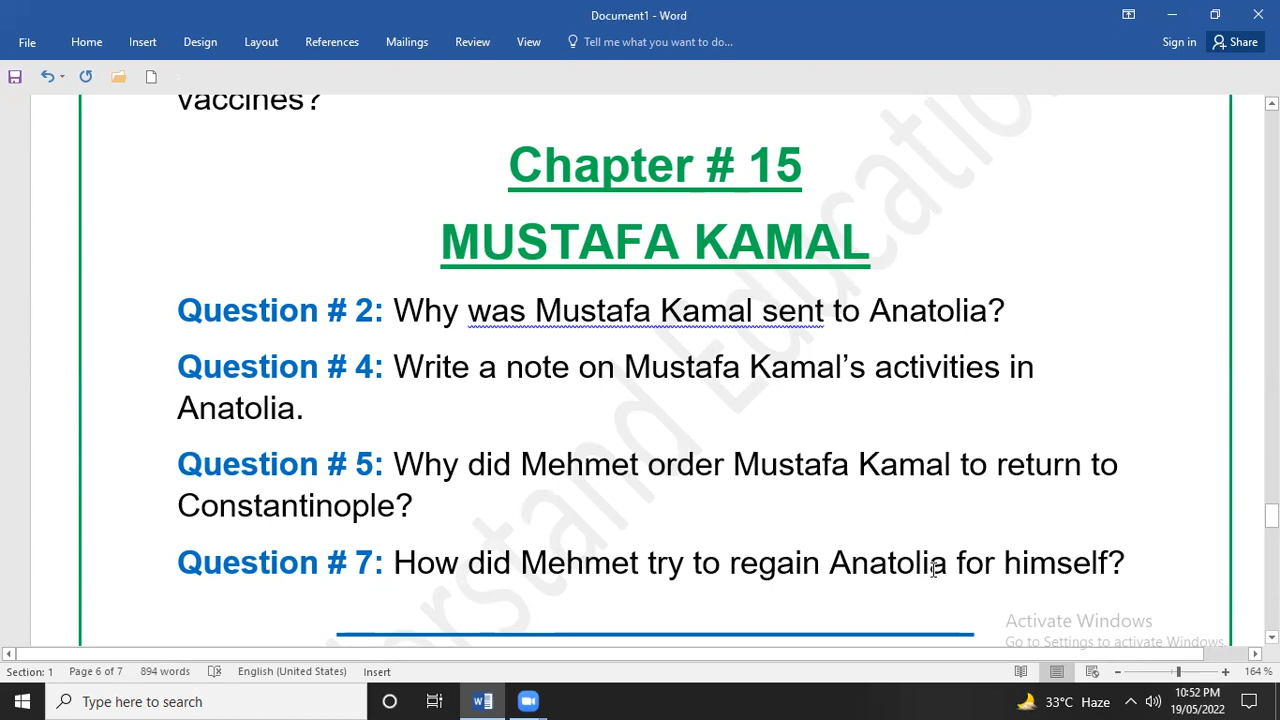 Document1 - Word
File Home Insert Design Layout References Mailings Review View Tell me what you want to do... Sign in Share
vaccines?
Chapter # 15
MUSTAFA KAMAL
Question # 2: Why was Mustafa Kamal sent to Anatolia?
Question # 4: Write a note on Mustafa Kamal’s activities in
Anatolia.
Question # 5: Why did Mehmet order Mustafa Kamal to return to
Constantinople?
Question # 7: How did Mehmet try to regain Anatolia for himself?
Understand Education
Activate Windows
Go to Settings to activate Windows.
Section: 1 Page 6 of 7 894 words English (United States) Insert 164 %
Type here to search 33°C Haze 10:52 PM
19/05/2022